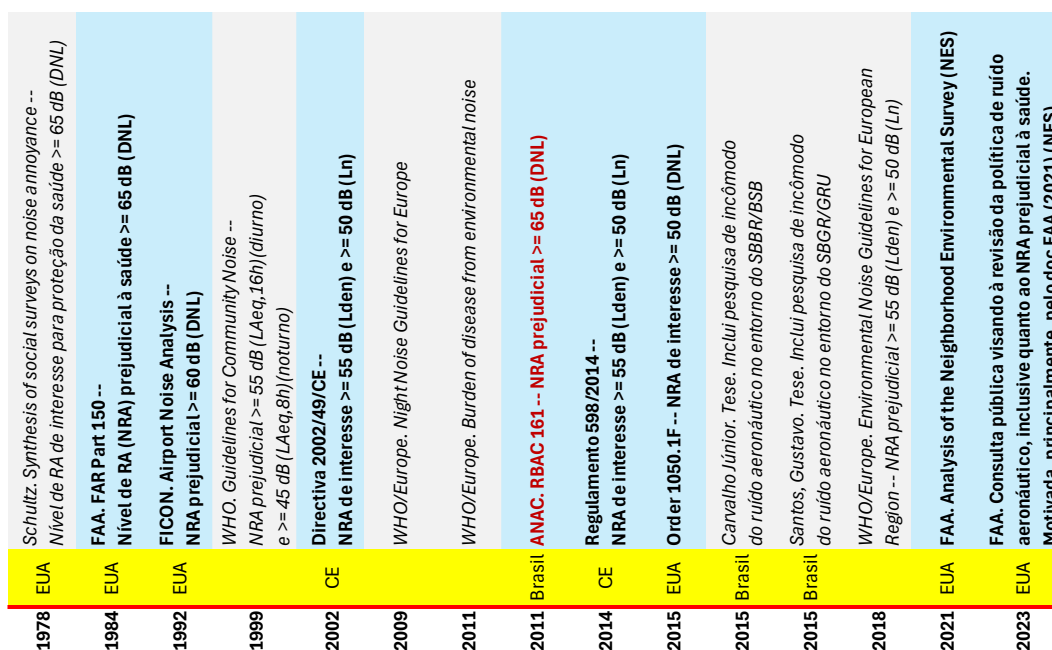 1978
EUA
Schultz. Synthesis of social surveys on noise annoyance --
Nível de RA de interesse para proteção da saúde >= 65 dB (DNL)
1984
EUA
FAA. FAR Part 150 --
Nível de RA (NRA) prejudicial à saúde >= 65 dB (DNL)
1992
EUA
FICON. Airport Noise Analysis --
NRA prejudicial >= 60 dB (DNL)
1999
WHO. Guidelines for Community Noise --
NRA prejudicial >= 55 dB (LAeq,16h) (diurno)
e >= 45 dB (LAeq,8h) (noturno)
2002
CE
Directiva 2002/49/CE --
NRA de interesse >= 55 dB (Lden) e >= 50 dB (Ln)
2009
WHO/Europe. Night Noise Guidelines for Europe
2011
WHO/Europe. Burden of disease from environmental noise
2011
Brasil
ANAC. RBAC 161 -- NRA prejudicial >= 65 dB (DNL)
2014
CE
Regulamento 598/2014 --
NRA de interesse >= 55 dB (Lden) e >= 50 dB (Ln)
2015
EUA
Order 1050.1F -- NRA de interesse >= 50 dB (DNL)
2015
Brasil
Carvalho Júnior. Tese. Inclui pesquisa de incômodo
do ruído aeronáutico no entorno do SBBR/BSB
2015
Brasil
Santos, Gustavo. Tese. Inclui pesquisa de incômodo
do ruído aeronáutico no entorno do SBGR/GRU
2018
WHO/Europe. Environmental Noise Guidelines for European
Region -- NRA prejudicial >= 55 dB (Lden) e >= 50 dB (Ln)
2021
EUA
FAA. Analysis of the Neighborhood Environmental Survey (NES)
2023
EUA
FAA. Consulta pública visando à revisão da política de ruído
aeronáutico, inclusive quanto ao NRA prejudicial à saúde.
Motivada, principalmente, pelo doc FAA (2021) (NES)